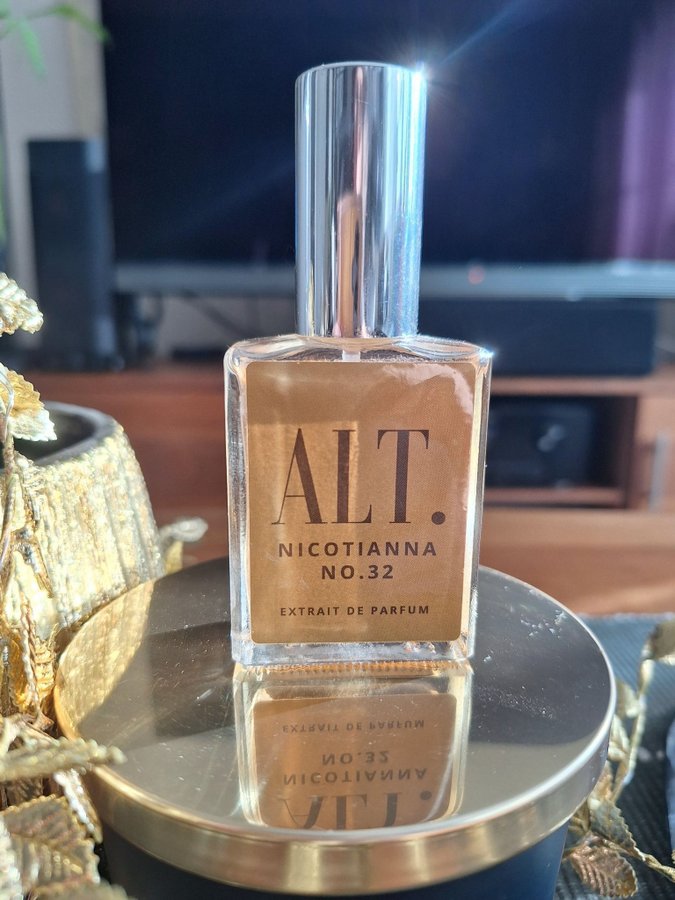 ALT.
NICOTIANNA
NO.32
EXTRAIT DE PARFUM